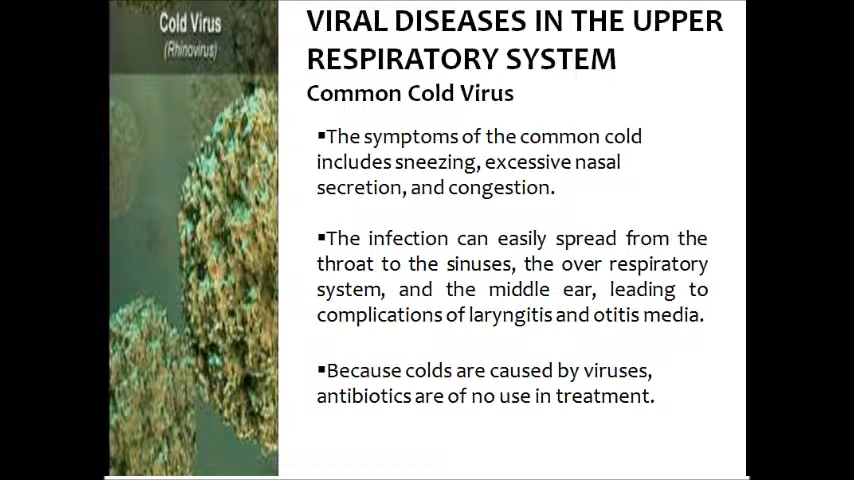 Cold Virus
(Rhinovirus)
VIRAL DISEASES IN THE UPPER
RESPIRATORY SYSTEM
Common Cold Virus
▪The symptoms of the common cold
includes sneezing, excessive nasal
secretion, and congestion.
▪The infection can easily spread from the
throat to the sinuses, the over respiratory
system, and the middle ear, leading to
complications of laryngitis and otitis media.
▪Because colds are caused by viruses,
antibiotics are of no use in treatment.